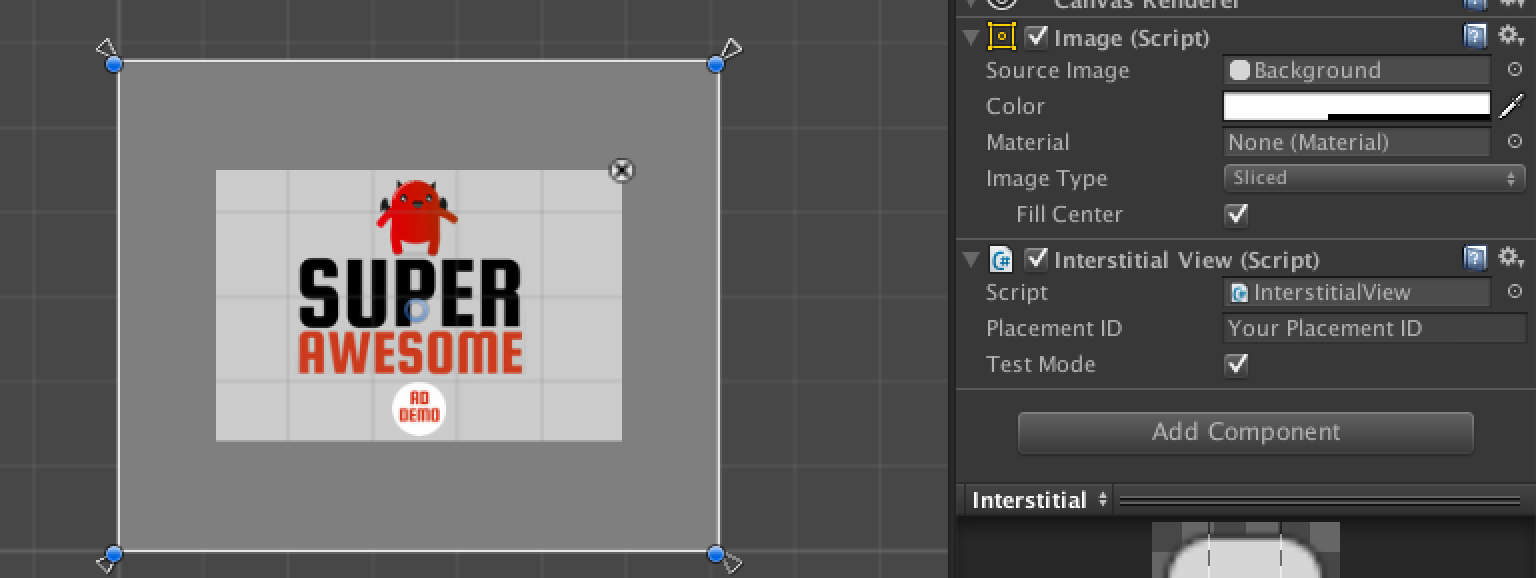 SUPER
AWESOME
AD
DEMO
Canvas Renderer
Image (Script)
Source Image Background
Color
Material None (Material)
Image Type Sliced
Fill Center
Interstitial View (Script)
Script InterstitialView
Placement ID Your Placement ID
Test Mode
Add Component
Interstitial